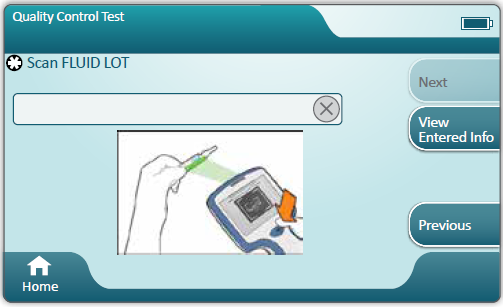 Quality Control Test
Scan FLUID LOT
Next
View
Entered Info
Previous
Home